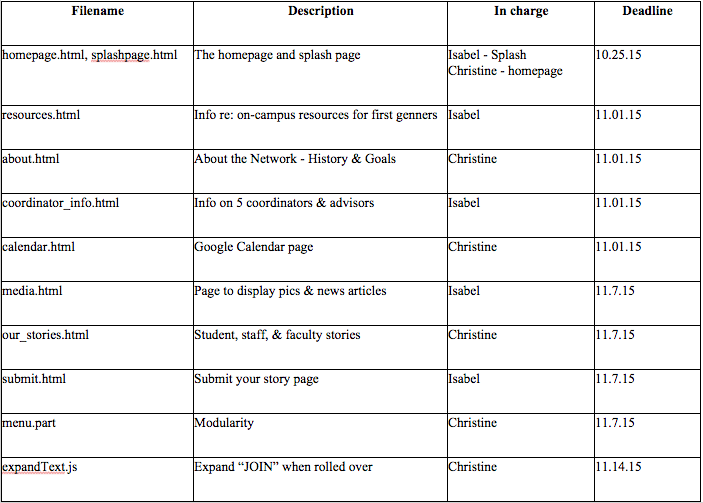 Filename Description In charge Deadline
homepage.html, splashpage.html The homepage and splash page Isabel - Splash 10.25.15
Christine - homepage
resources.html Info re: on-campus resources for first genners Isabel 11.01.15
about.html About the Network - History & Goals Christine 11.01.15
coordinator_info.html Info on 5 coordinators & advisors Isabel 11.01.15
calendar.html Google Calendar page Christine 11.01.15
media.html Page to display pics & news articles Isabel 11.7.15
our_stories.html Student, staff, & faculty stories Christine 11.7.15
submit.html Submit your story page Isabel 11.7.15
menu.part Modularity Christine 11.7.15
expandText.js Expand “JOIN” when rolled over Christine 11.14.15